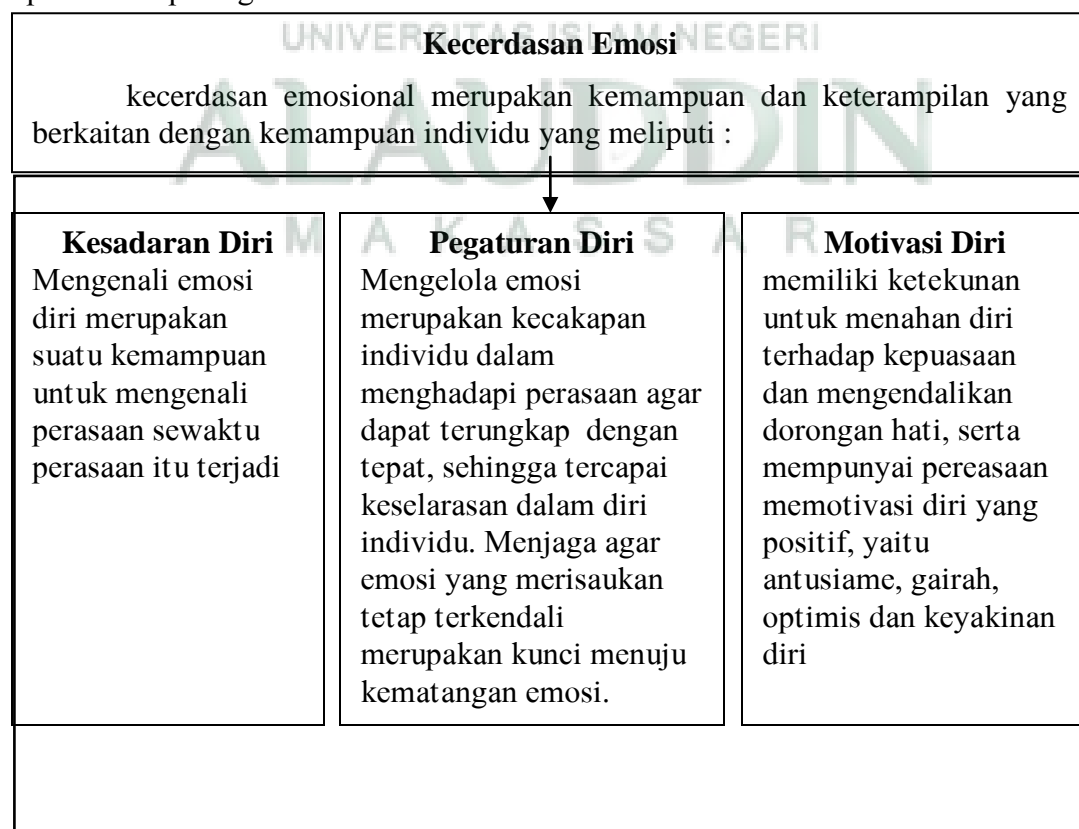 UNIVERSITAS ISLAM NEGERI
Kecerdasan Emosi
kecerdasan emosional merupakan kemampuan dan keterampilan yang
berkaitan dengan kemampuan individu yang meliputi :
ALAUDDIN
MAKASSAR
Kesadaran Diri
Mengenali emosi
diri merupakan
suatu kemampuan
untuk mengenali
perasaan sewaktu
perasaan itu terjadi
Pegaturan Diri
Mengelola emosi
merupakan kecakapan
individu dalam
menghadapi perasaan agar
dapat terungkap dengan
tepat, sehingga tercapai
keselarasan dalam diri
individu. Menjaga agar
emosi yang merisaukan
tetap terkendali
merupakan kunci menuju
kematangan emosi.
Motivasi Diri
memiliki ketekunan
untuk menahan diri
terhadap kepuasaan
dan mengendalikan
dorongan hati, serta
mempunyai pereasaan
memotivasi diri yang
positif, yaitu
antusiame, gairah,
optimis dan keyakinan
diri